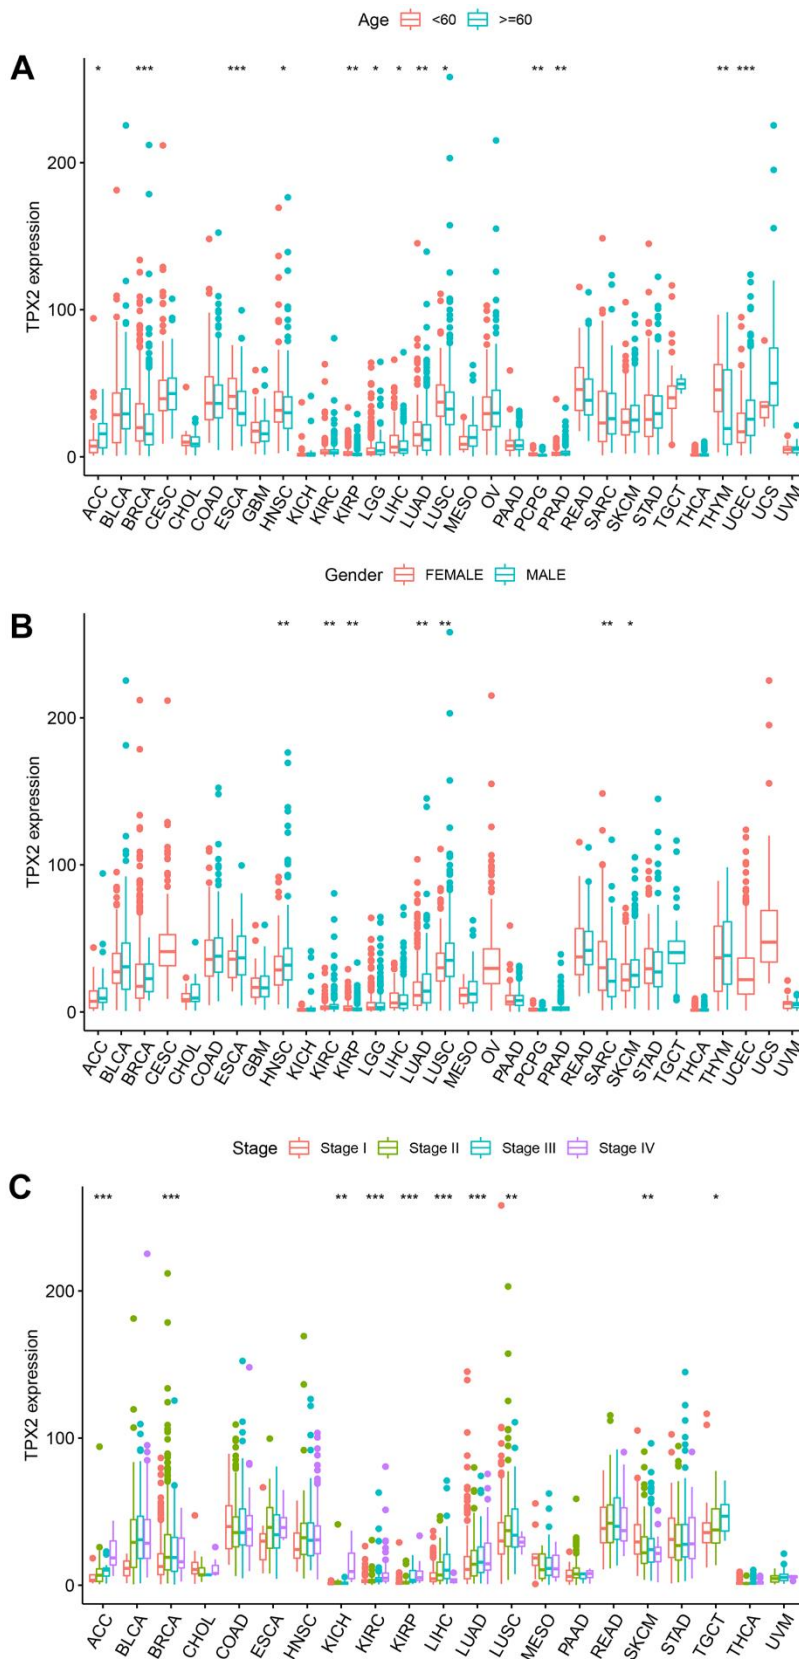 Age <60 >=60
A
* *** *** * ** * * ** * ** ** ** ***
TPX2 expression
200
100
0
ACC BLCA BRCA CESC CHOL COAD ESCA GBM HNSC KICH KIRC KIRP LGG LIHC LUAD LUSC MESO OV PAAD PCPG PRAD READ SARC SKCM STAD TGCT THCA THYM UCEC UCS UVM
Gender FEMALE MALE
B
** ** ** ** ** ** *
TPX2 expression
200
100
0
ACC BLCA BRCA CESC CHOL COAD ESCA GBM HNSC KICH KIRC KIRP LGG LIHC LUAD LUSC MESO OV PAAD PCPG PRAD READ SARC SKCM STAD TGCT THCA THYM UCEC UCS UVM
Stage Stage I Stage II Stage III Stage IV
C
*** *** ** *** *** *** *** ** ** *
TPX2 expression
200
100
0
ACC BLCA BRCA CHOL COAD ESCA HNSC KICH KIRC KIRP LIHC LUAD LUSC MESO PAAD READ SKCM STAD TGCT THCA UVM